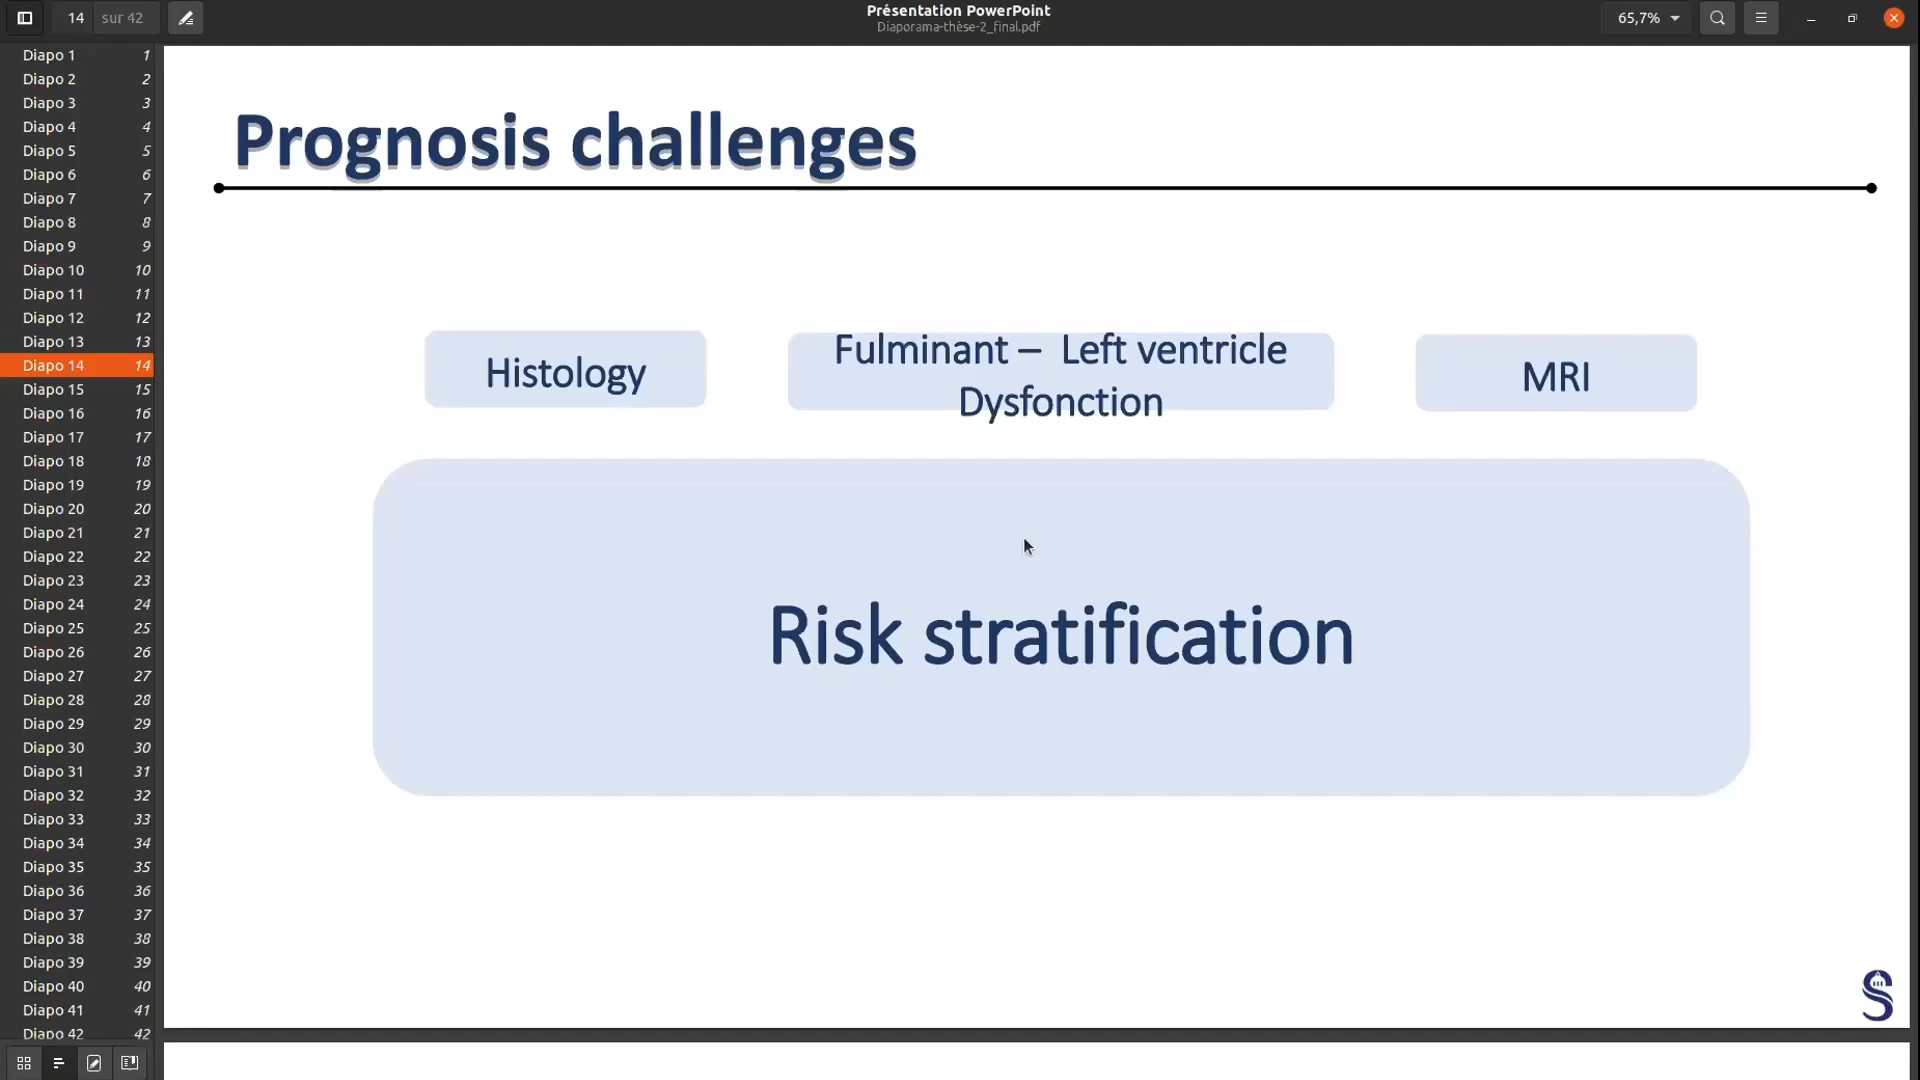 14 sur 42
Présentation PowerPoint
Diaporama-thèse-2_final.pdf
65,7%
Diapo 1 1
Diapo 2 2
Diapo 3 3
Diapo 4 4
Diapo 5 5
Diapo 6 6
Diapo 7 7
Diapo 8 8
Diapo 9 9
Diapo 10 10
Diapo 11 11
Diapo 12 12
Diapo 13 13
Diapo 14 14
Diapo 15 15
Diapo 16 16
Diapo 17 17
Diapo 18 18
Diapo 19 19
Diapo 20 20
Diapo 21 21
Diapo 22 22
Diapo 23 23
Diapo 24 24
Diapo 25 25
Diapo 26 26
Diapo 27 27
Diapo 28 28
Diapo 29 29
Diapo 30 30
Diapo 31 31
Diapo 32 32
Diapo 33 33
Diapo 34 34
Diapo 35 35
Diapo 36 36
Diapo 37 37
Diapo 38 38
Diapo 39 39
Diapo 40 40
Diapo 41 41
Diapo 42 42
Prognosis challenges
Histology
Fulminant – Left ventricle
Dysfonction
MRI
Risk stratification
S